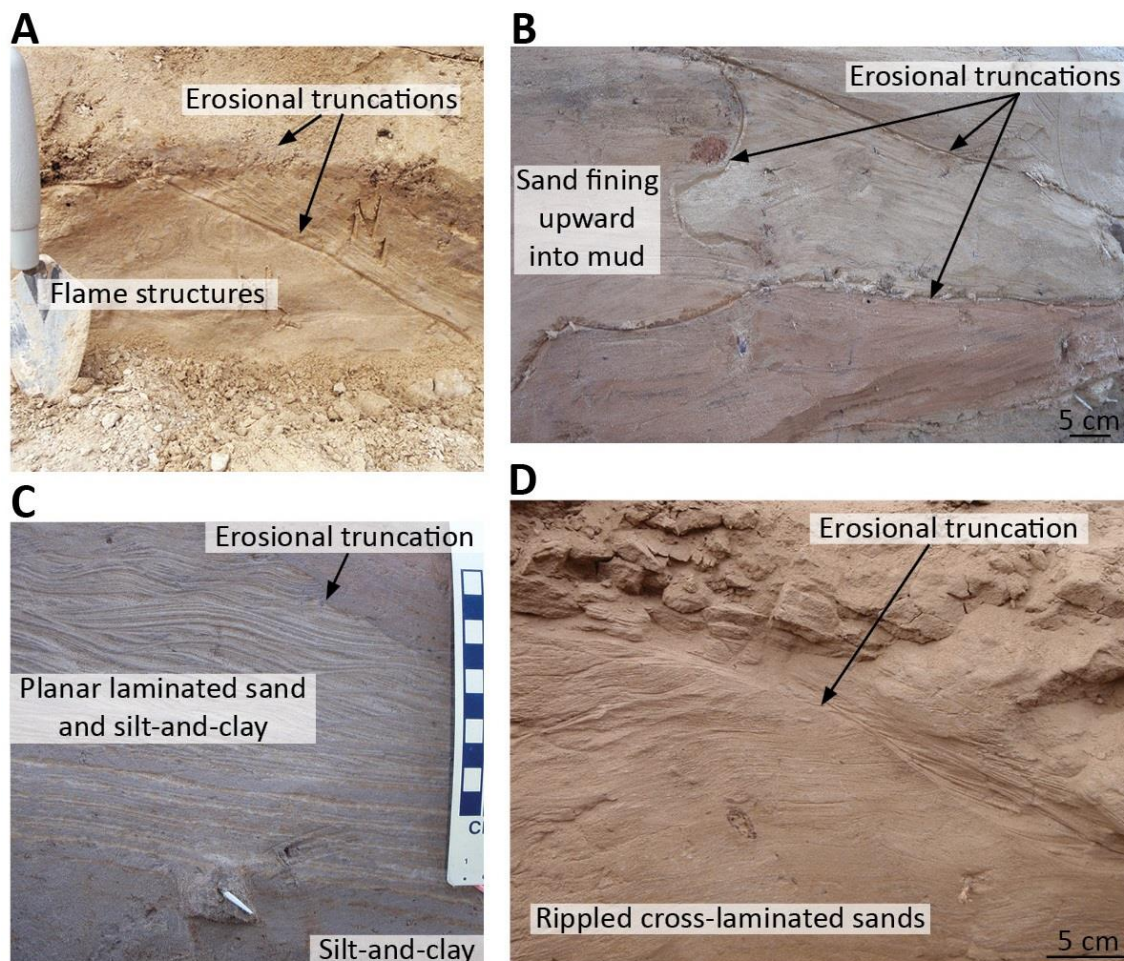 A
Erosional truncations
Flame structures
B
Erosional truncations
Sand fining
upward
into mud
5 cm
C
Erosional truncation
Planar laminated sand
and silt-and-clay
Silt-and-clay
D
Erosional truncation
Rippled cross-laminated sands
5 cm